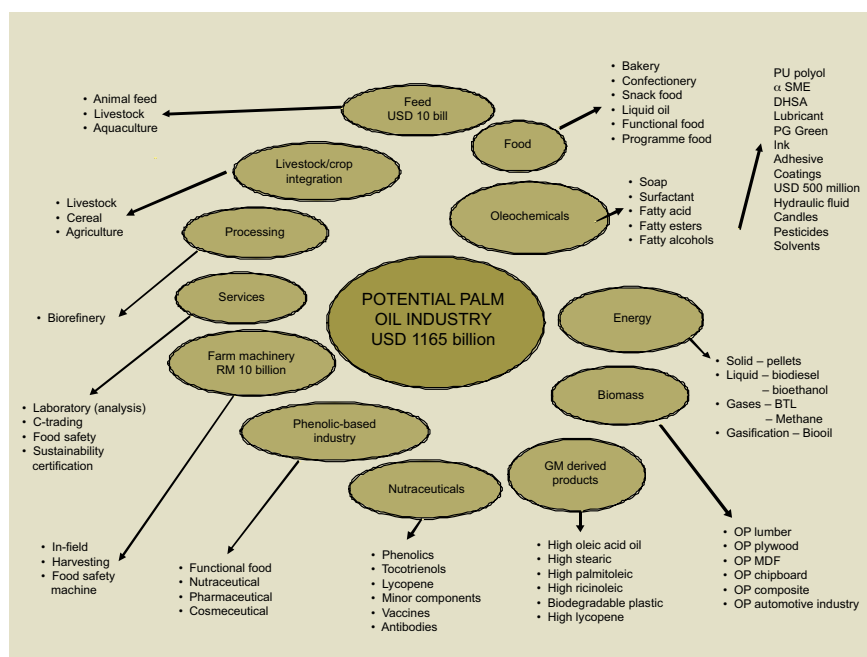 Feed
USD 10 bill
• Animal feed
• Livestock
• Aquaculture
Food
• Bakery
• Confectionery
• Snack food
• Liquid oil
• Functional food
• Programme food
PU polyol
α SME
DHSA
Lubricant
PG Green
Ink
Adhesive
Coatings
USD 500 million
Hydraulic fluid
Candles
Pesticides
Solvents
Livestock/crop
integration
• Livestock
• Cereal
• Agriculture
Oleochemicals
• Soap
• Surfactant
• Fatty acid
• Fatty esters
• Fatty alcohols
Processing
• Biorefinery
Services
• Laboratory (analysis)
• C-trading
• Food safety
• Sustainability
certification
POTENTIAL PALM
OIL INDUSTRY
USD 1165 billion
Energy
• Solid – pellets
• Liquid – biodiesel
– bioethanol
• Gases – BTL
– Methane
• Gasification – Biooil
Farm machinery
RM 10 billion
• In-field
• Harvesting
• Food safety
machine
Biomass
• OP lumber
• OP plywood
• OP MDF
• OP chipboard
• OP composite
• OP automotive industry
Phenolic-based
industry
• Functional food
• Nutraceutical
• Pharmaceutical
• Cosmeceutical
Nutraceuticals
• Phenolics
• Tocotrienols
• Lycopene
• Minor components
• Vaccines
• Antibodies
GM derived
products
• High oleic acid oil
• High stearic
• High palmitoleic
• High ricinoleic
• Biodegradable plastic
• High lycopene